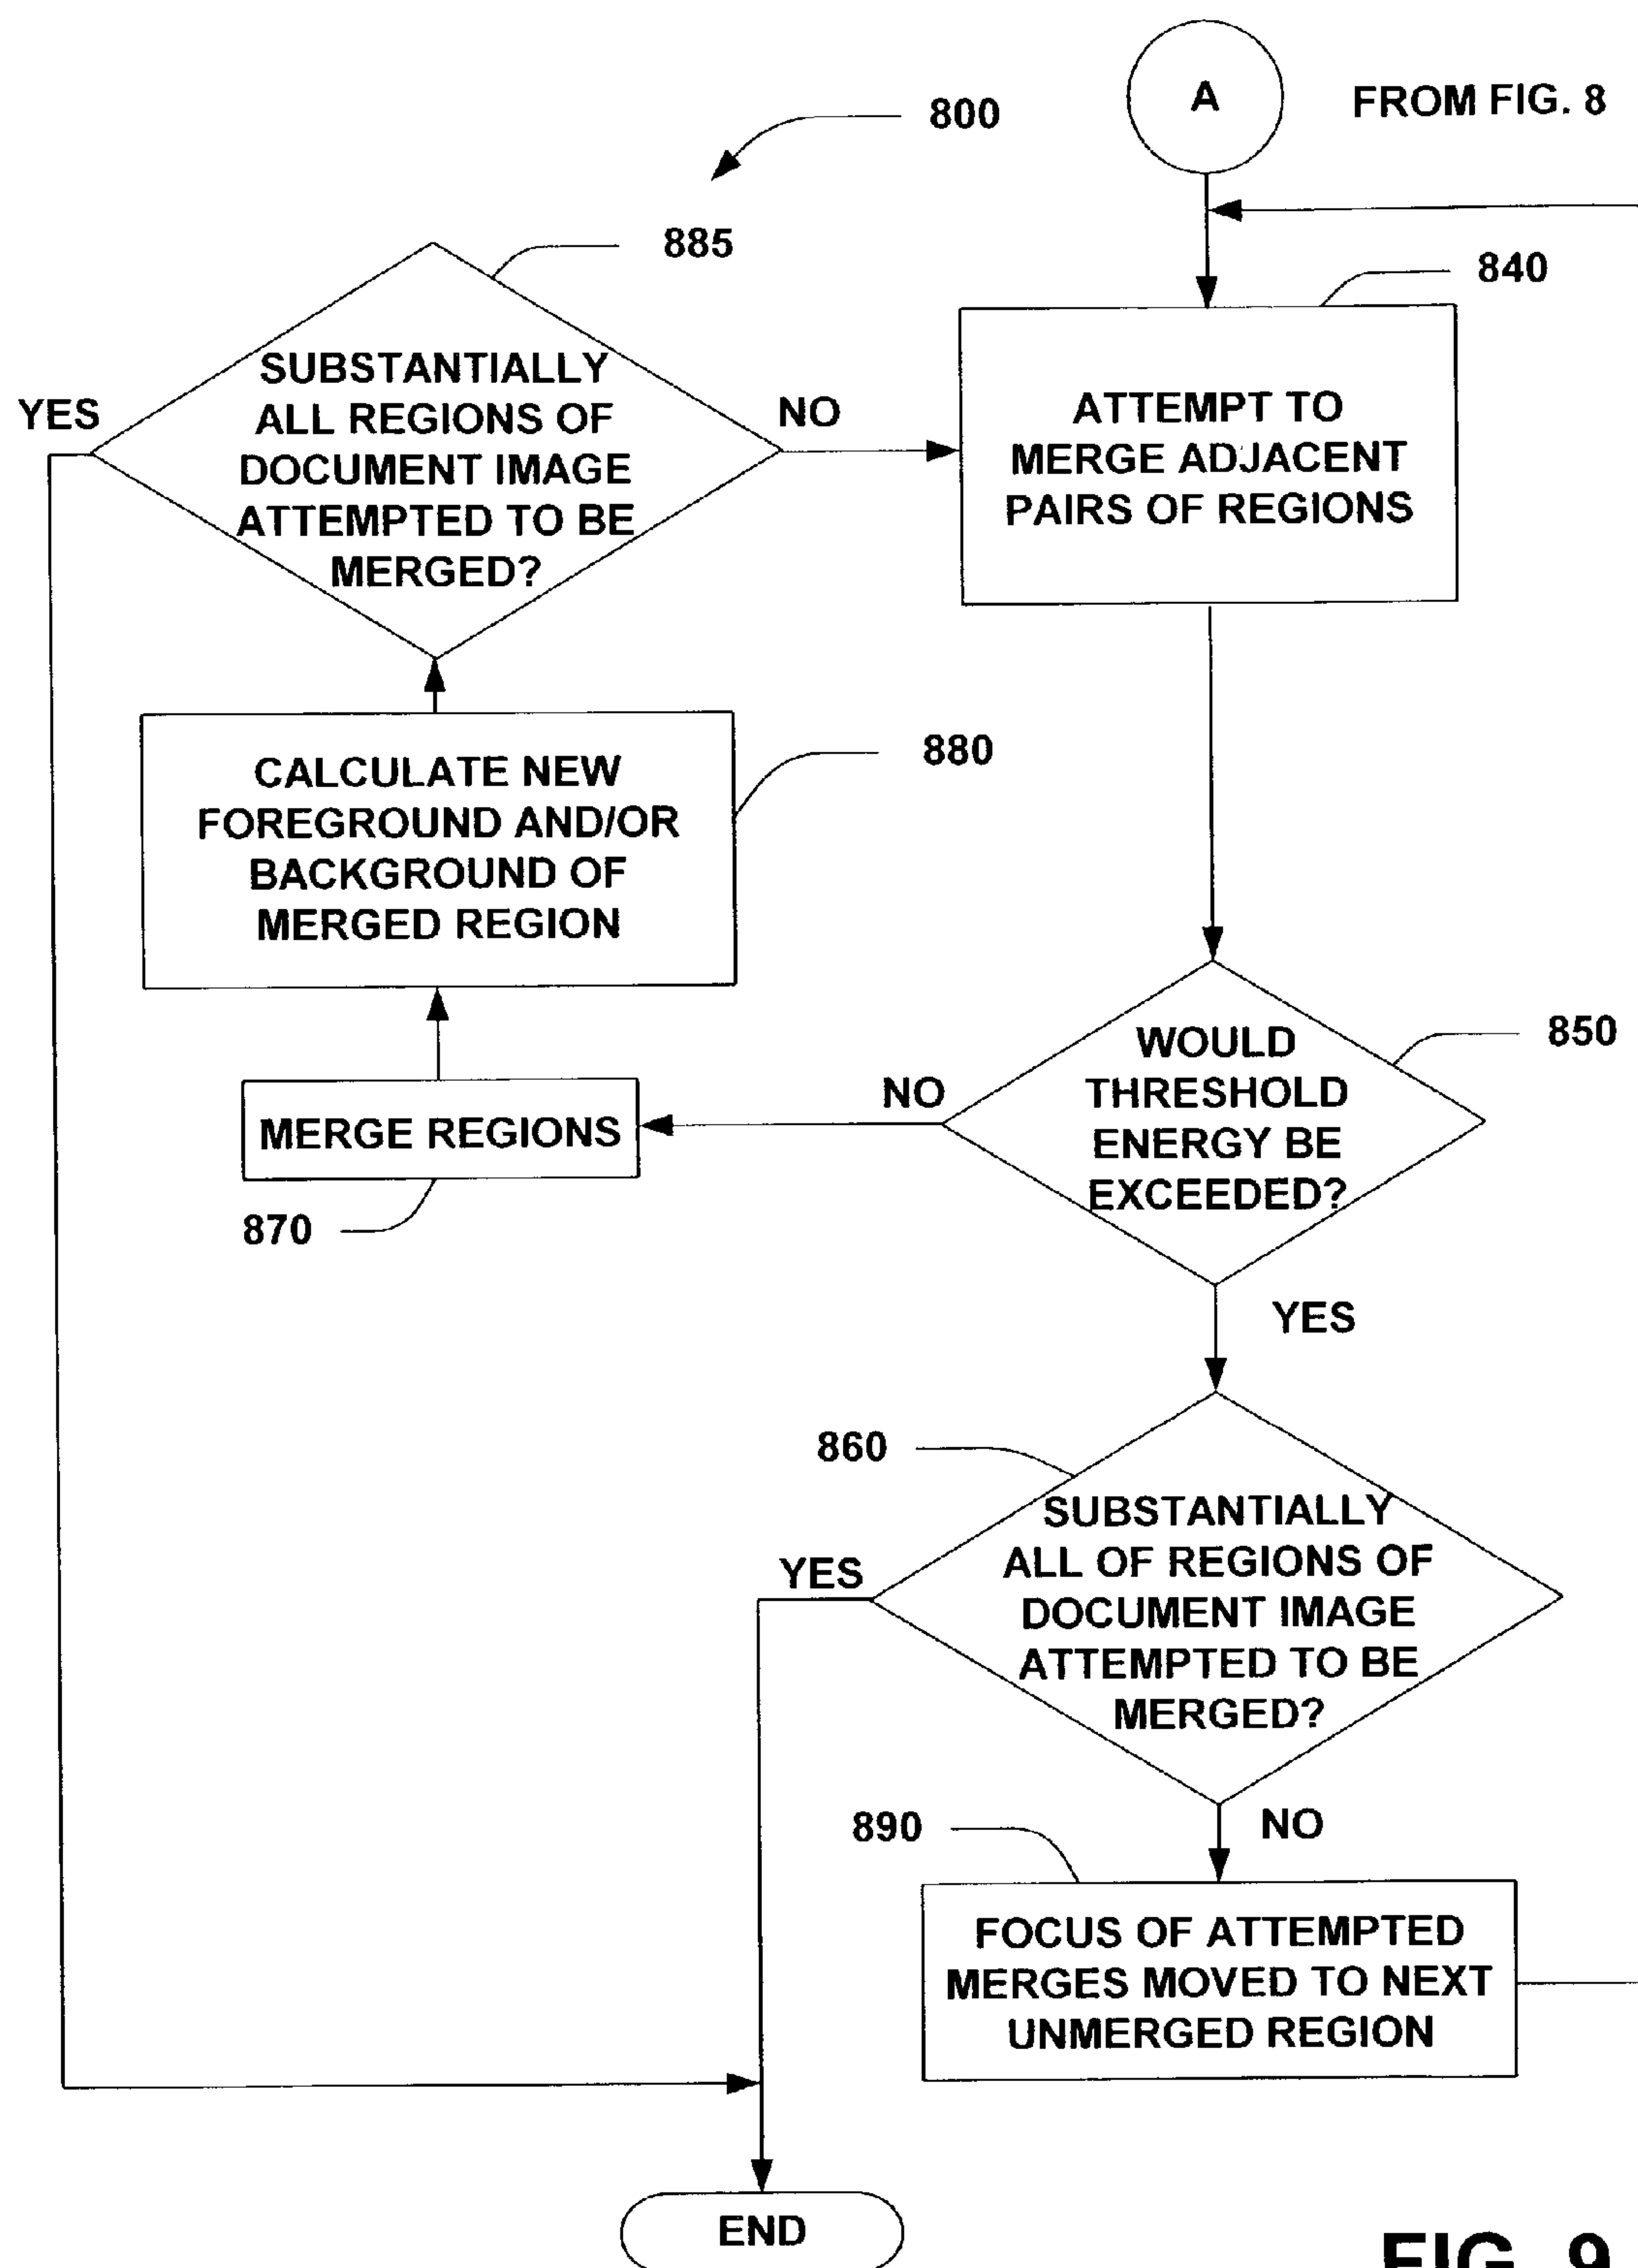 A
FROM FIG. 8
800
885
840
SUBSTANTIALLY
ALL REGIONS OF
DOCUMENT IMAGE
ATTEMPTED TO BE
MERGED?
YES
NO
ATTEMPT TO
MERGE ADJACENT
PAIRS OF REGIONS
CALCULATE NEW
FOREGROUND AND/OR
BACKGROUND OF
MERGED REGION
880
WOULD
THRESHOLD
ENERGY BE
EXCEEDED?
850
NO
MERGE REGIONS
870
YES
860
SUBSTANTIALLY
ALL OF REGIONS OF
DOCUMENT IMAGE
ATTEMPTED TO BE
MERGED?
YES
NO
890
FOCUS OF ATTEMPTED
MERGES MOVED TO NEXT
UNMERGED REGION
END
FIG. 9